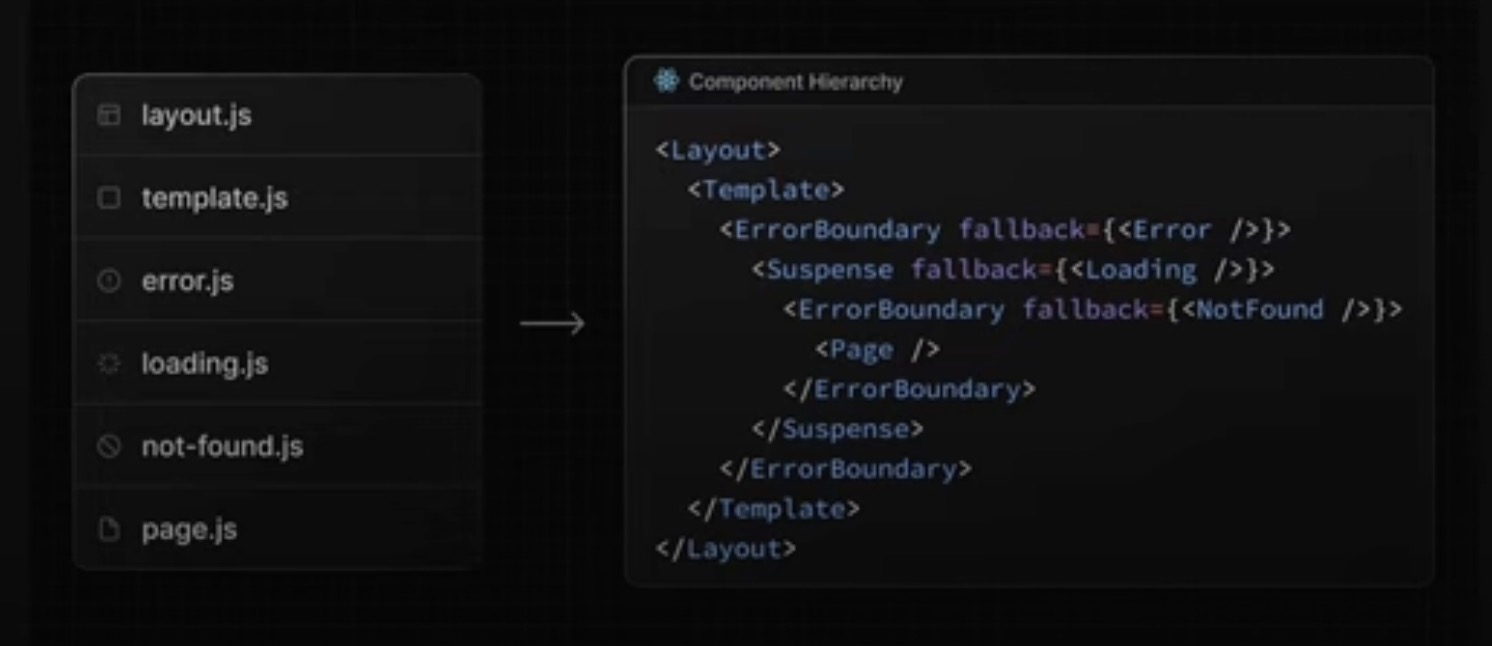 layout.js
template.js
error.js
loading.js
not-found.js
page.js
Component Hierarchy
<Layout>
<Template>
<ErrorBoundary fallback={<Error />}>
<Suspense fallback={<Loading />}>
<ErrorBoundary fallback={<NotFound />}>
<Page />
</ErrorBoundary>
</Suspense>
</ErrorBoundary>
</Template>
</Layout>